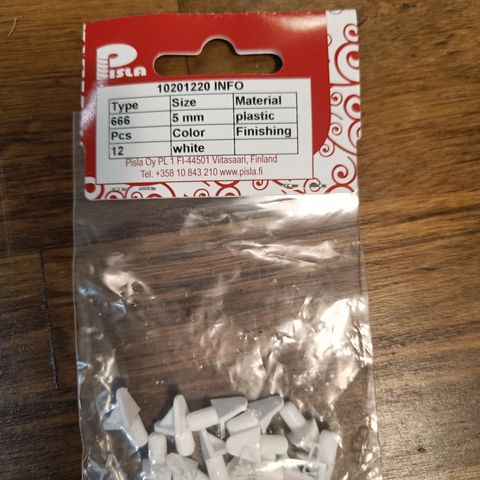 PISLA
10201220 INFO
Type Size Material
666 5 mm plastic
Pcs Color Finishing
12 white
Pisla Oy PL 1 FI-44501 Viitasaari, Finland
Tel. +358 10 843 210 www.pisla.fi